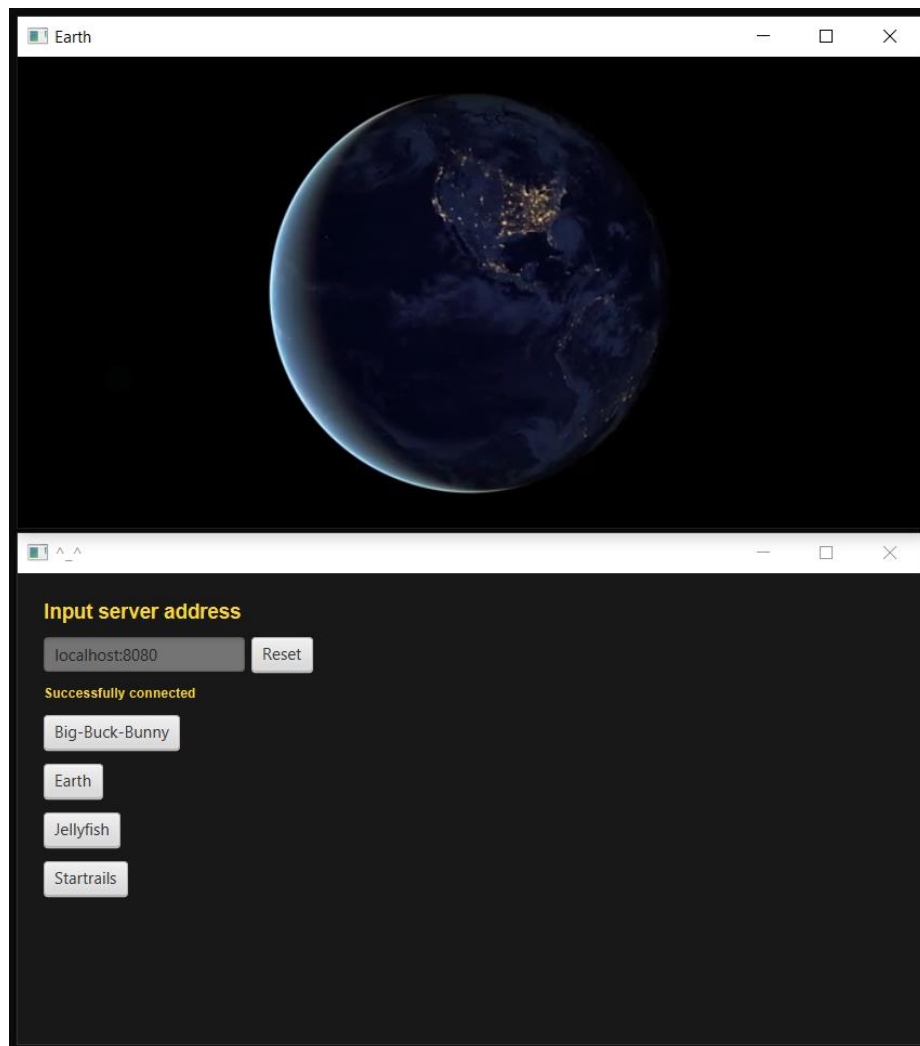 Earth
^_^
Input server address
localhost:8080 Reset
Successfully connected
Big-Buck-Bunny
Earth
Jellyfish
Startrails